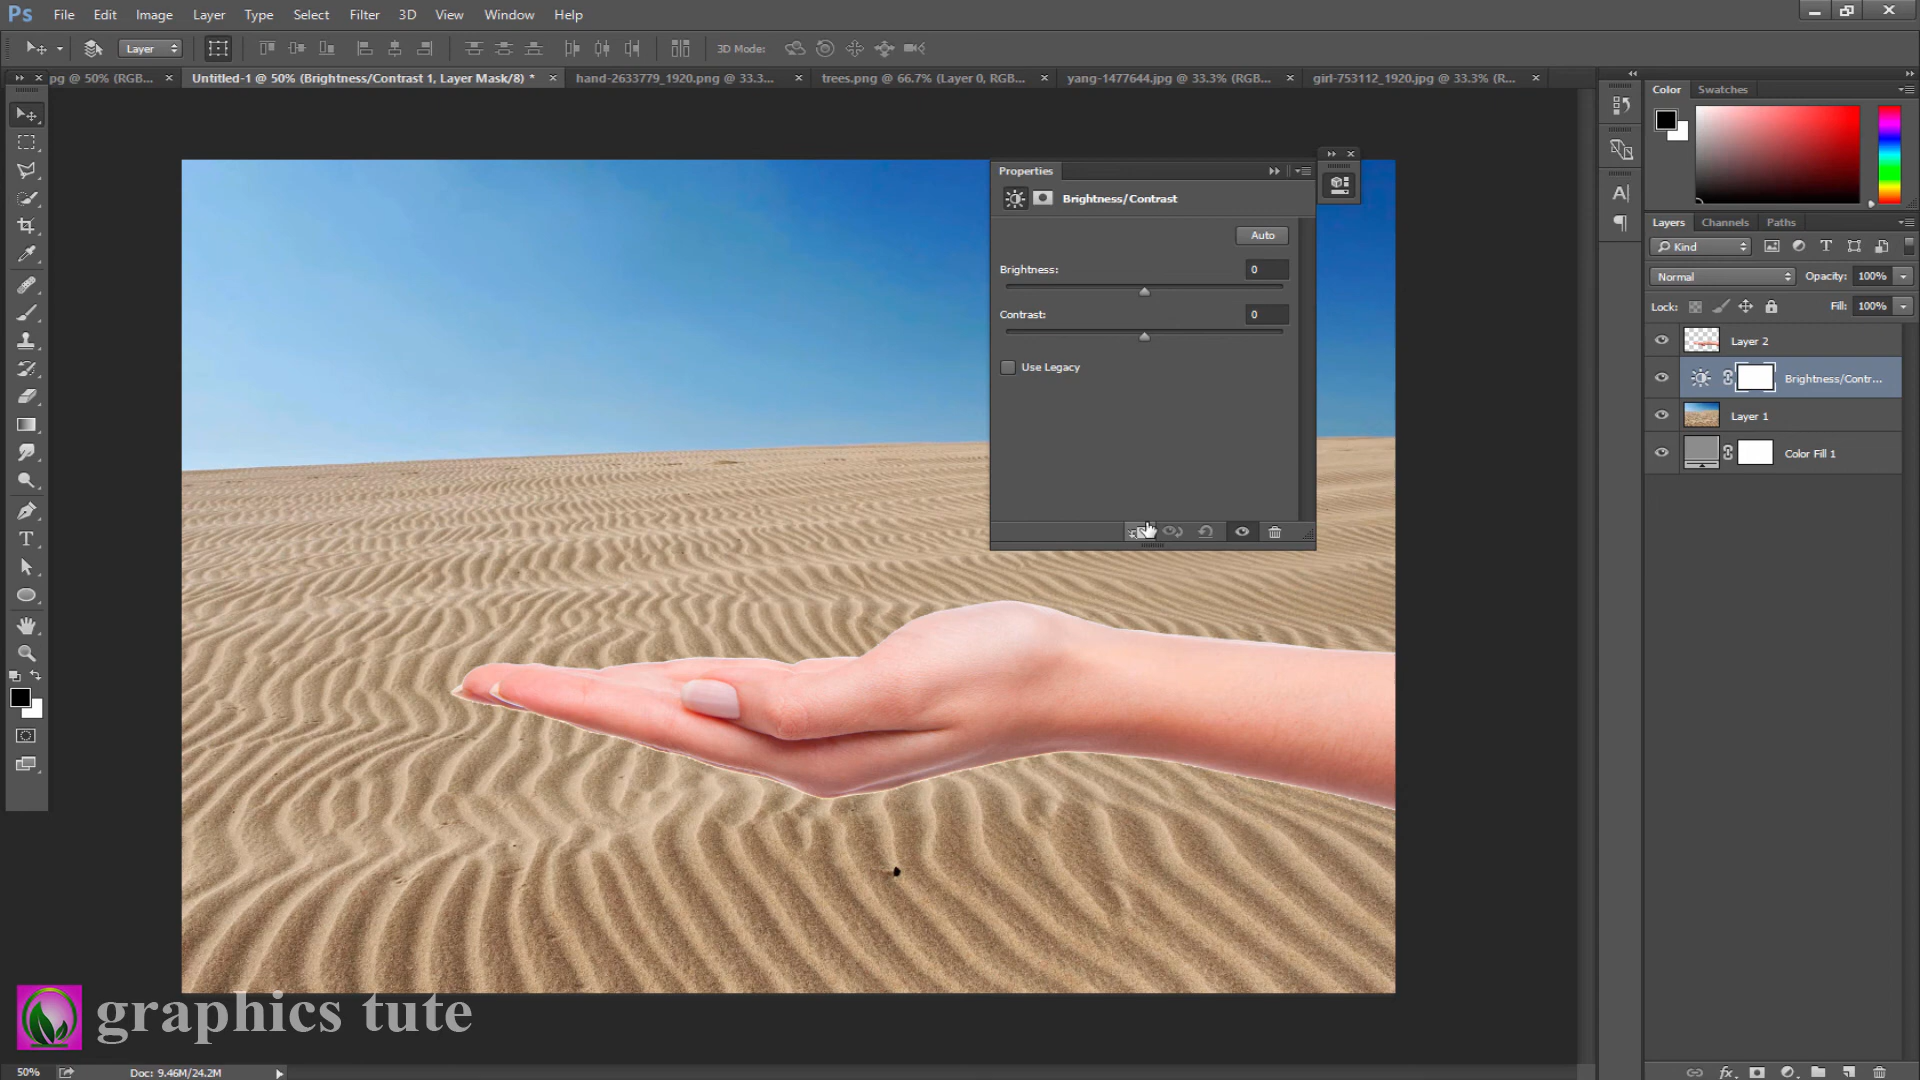 Ps File Edit Image Layer Type Select Filter 3D View Window Help
Layer 3D Mode:
pg @ 50% (RGB... Untitled-1 @ 50% (Brightness/Contrast 1, Layer Mask/8) * hand-2633779_1920.png @ 33.3... trees.png @ 66.7% (Layer 0, RGB... yang-1477644.jpg @ 33.3% (RGB... girl-753112_1920.jpg @ 33.3% (R...
Color Swatches
Properties
Brightness/Contrast
Auto
Brightness: 0
Contrast: 0
Use Legacy
Layers Channels Paths
Kind
Normal Opacity: 100%
Lock: Fill: 100%
Layer 2
Brightness/Contr...
Layer 1
Color Fill 1
graphics tute
50% Doc: 9.46M/24.2M